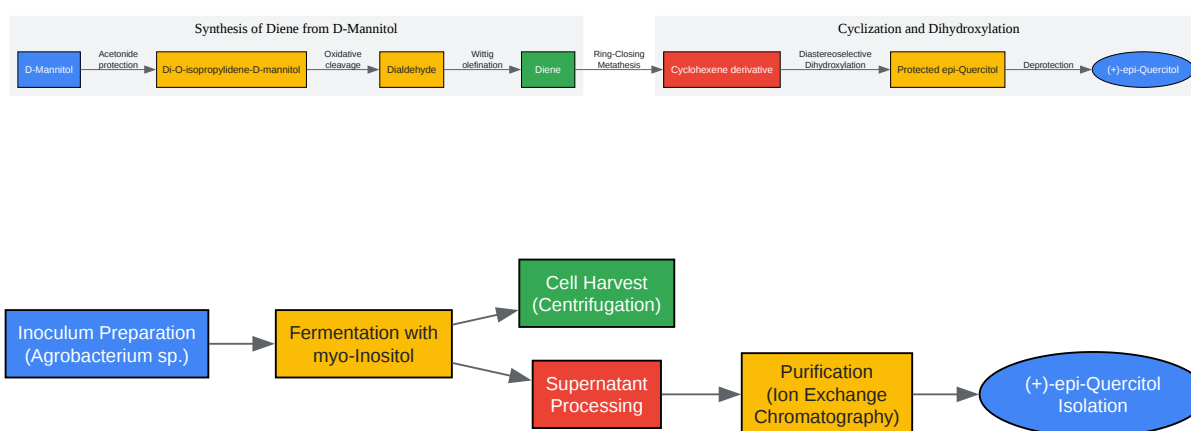 Synthesis of Diene from D-Mannitol
Cyclization and Dihydroxylation
D-Mannitol
Acetonide
protection
Di-O-isopropylidene-D-mannitol
Oxidative
cleavage
Dialdehyde
Wittig
olefination
Diene
Ring-Closing
Metathesis
Cyclohexene derivative
Diastereoselective
Dihydroxylation
Protected epi-Quercitol
Deprotection
(+)-epi-Quercitol
Inoculum Preparation
(Agrobacterium sp.)
Fermentation with
myo-Inositol
Cell Harvest
(Centrifugation)
Supernatant
Processing
Purification
(Ion Exchange
Chromatography)
(+)-epi-Quercitol
Isolation